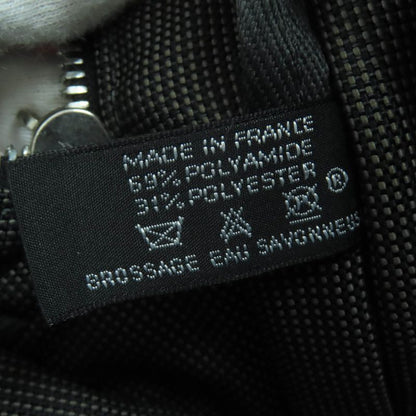 MADE IN FRANCE
69% POLYAMIDE
31% POLYESTER
®
BROSSAGE EAU SAVONNEUSE